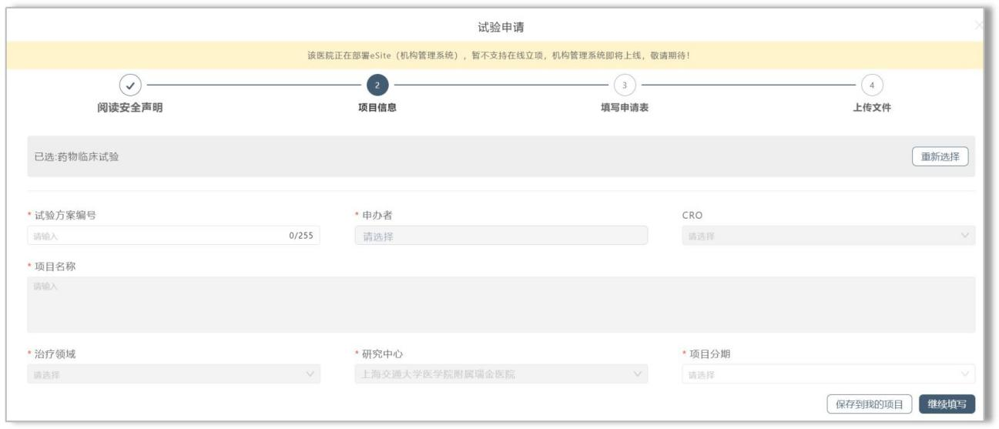 试验申请
该医院正在部署eSite（机构管理系统），暂不支持在线立项，机构管理系统即将上线，敬请期待！
2 3 4
阅读安全声明 项目信息 填写申请表 上传文件
已选:药物临床试验 重新选择
* 试验方案编号 * 申办者 CRO
请输入 0/255 请选择 请选择
* 项目名称
请输入
* 治疗领域 * 研究中心 * 项目分期
请选择 上海交通大学医学院附属瑞金医院 请选择
保存到我的项目 继续填写